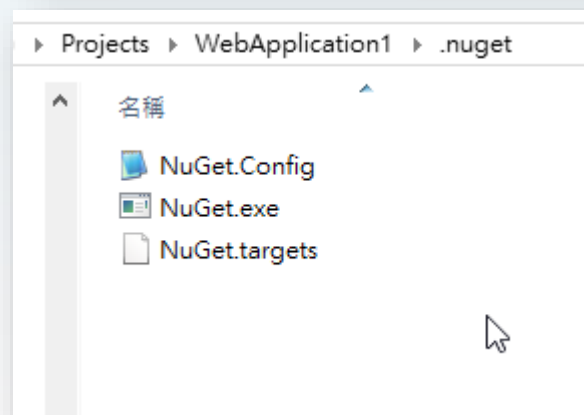 Projects WebApplication1 .nuget
名稱
NuGet.Config
NuGet.exe
NuGet.targets